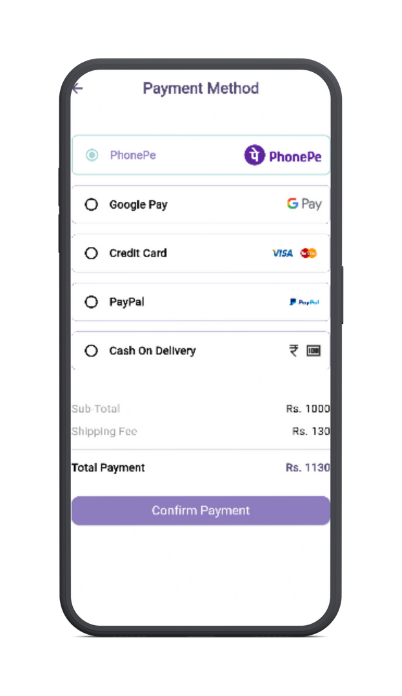 Payment Method
PhonePe पे PhonePe
Google Pay G Pay
Credit Card VISA
PayPal P PayPal
Cash On Delivery ₹
Sub Total Rs. 1000
Shipping Fee Rs. 130
Total Payment Rs. 1130
Confirm Payment